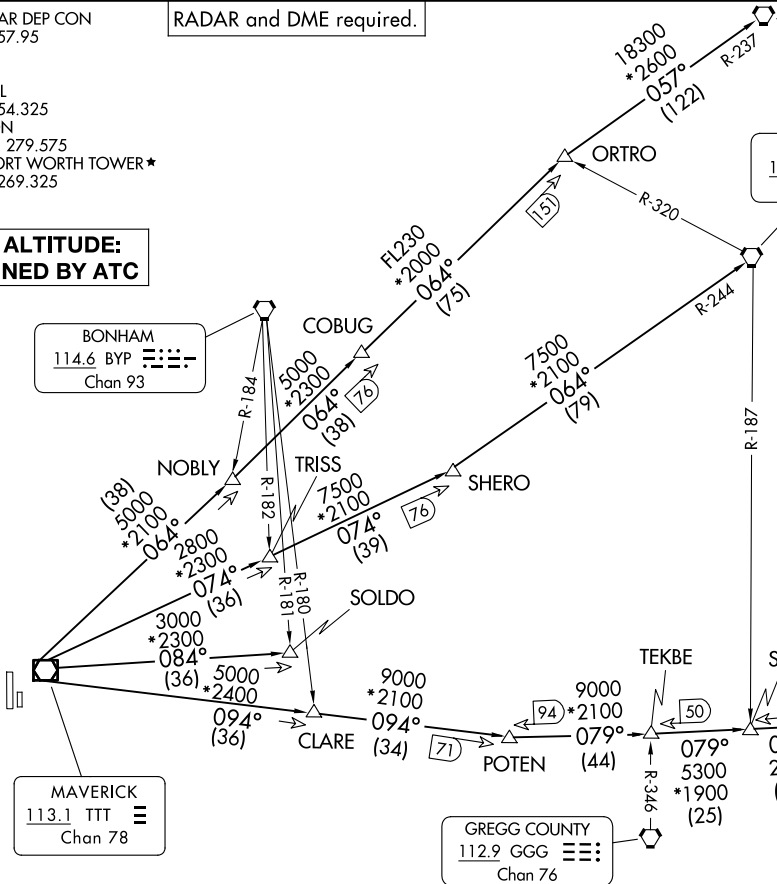 AR DEP CON
57.95
RADAR and DME required.
L
54.325
N
279.575
ORT WORTH TOWER★
269.325
ALTITUDE:
NED BY ATC
18300
*2600
057°
(122)
R-237
ORTRO
1
151
R-320
FL230
*2000
064°
(75)
R-244
BONHAM
114.6 BYP
Chan 93
COBUG
5000
*2300
064°
(38)
76
7500
*2100
064°
(79)
R-184
R-187
NOBLY
TRISS
R-182
SHERO
(38)
5000
*2100
064°
7500
*2100
074°
(39)
76
2800
*2300
074°
(36)
R-181
R-180
SOLDO
3000
*2300
084°
(36)
TEKBE
S
5000
*2400
094°
(36)
CLARE
9000
*2100
094°
(34)
71
94
9000
*2100
079°
(44)
50
POTEN
079°
5300
*1900
(25)
0
2
(
R-346
MAVERICK
113.1 TTT
Chan 78
GREGG COUNTY
112.9 GGG
Chan 76